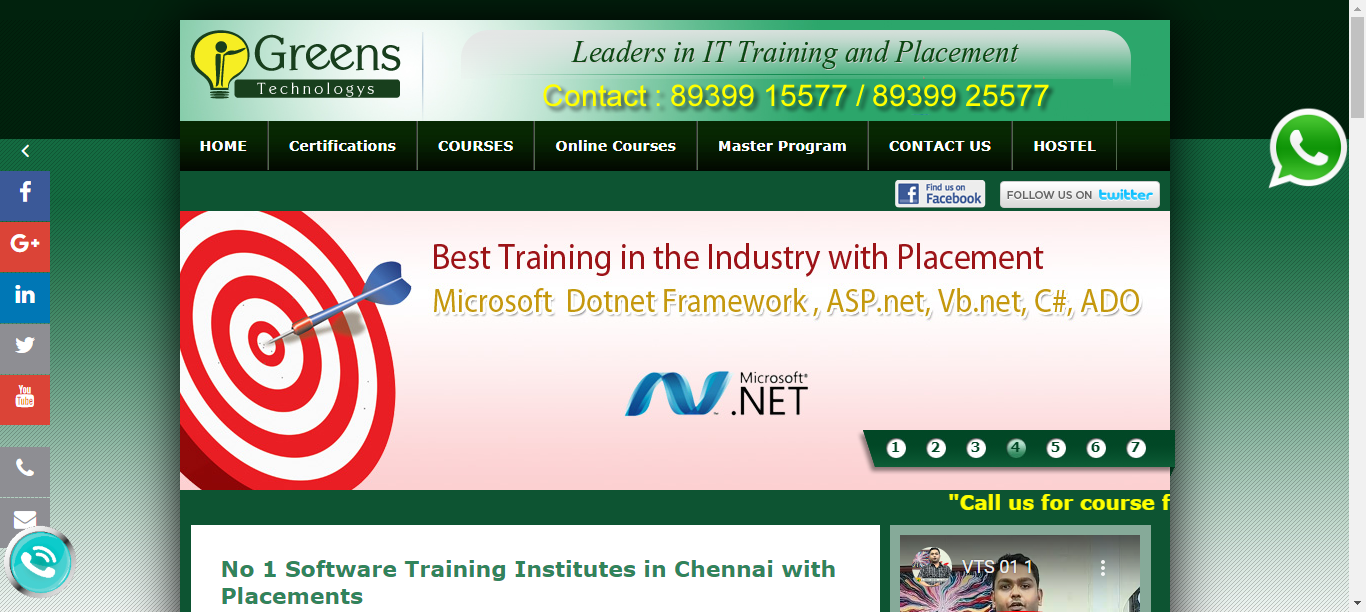 Greens
Technologys
Leaders in IT Training and Placement
Contact : 89399 15577 / 89399 25577
HOME Certifications COURSES Online Courses Master Program CONTACT US HOSTEL
Find us on
Facebook
FOLLOW US ON twitter
f
G+
in
You
Tube
Best Training in the Industry with Placement
Microsoft Dotnet Framework , ASP.net, Vb.net, C#, ADO
Microsoft®
.NET
1 2 3 4 5 6 7
"Call us for course f
No 1 Software Training Institutes in Chennai with
Placements
VTS 01 1